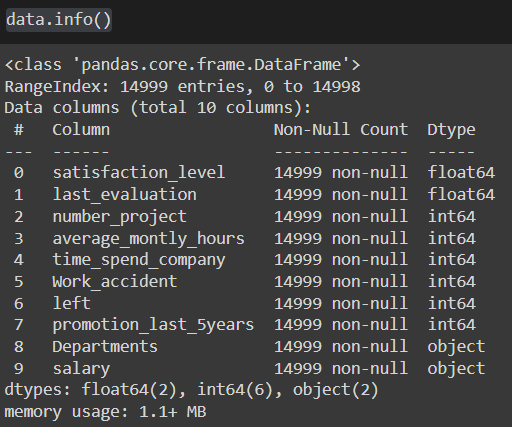 data.info()
<class 'pandas.core.frame.DataFrame'>
RangeIndex: 14999 entries, 0 to 14998
Data columns (total 10 columns):
 #   Column                 Non-Null Count  Dtype
---  ------                 --------------  -----
 0   satisfaction_level     14999 non-null  float64
 1   last_evaluation        14999 non-null  float64
 2   number_project         14999 non-null  int64
 3   average_montly_hours   14999 non-null  int64
 4   time_spend_company     14999 non-null  int64
 5   Work_accident          14999 non-null  int64
 6   left                   14999 non-null  int64
 7   promotion_last_5years  14999 non-null  int64
 8   Departments            14999 non-null  object
 9   salary                 14999 non-null  object
dtypes: float64(2), int64(6), object(2)
memory usage: 1.1+ MB